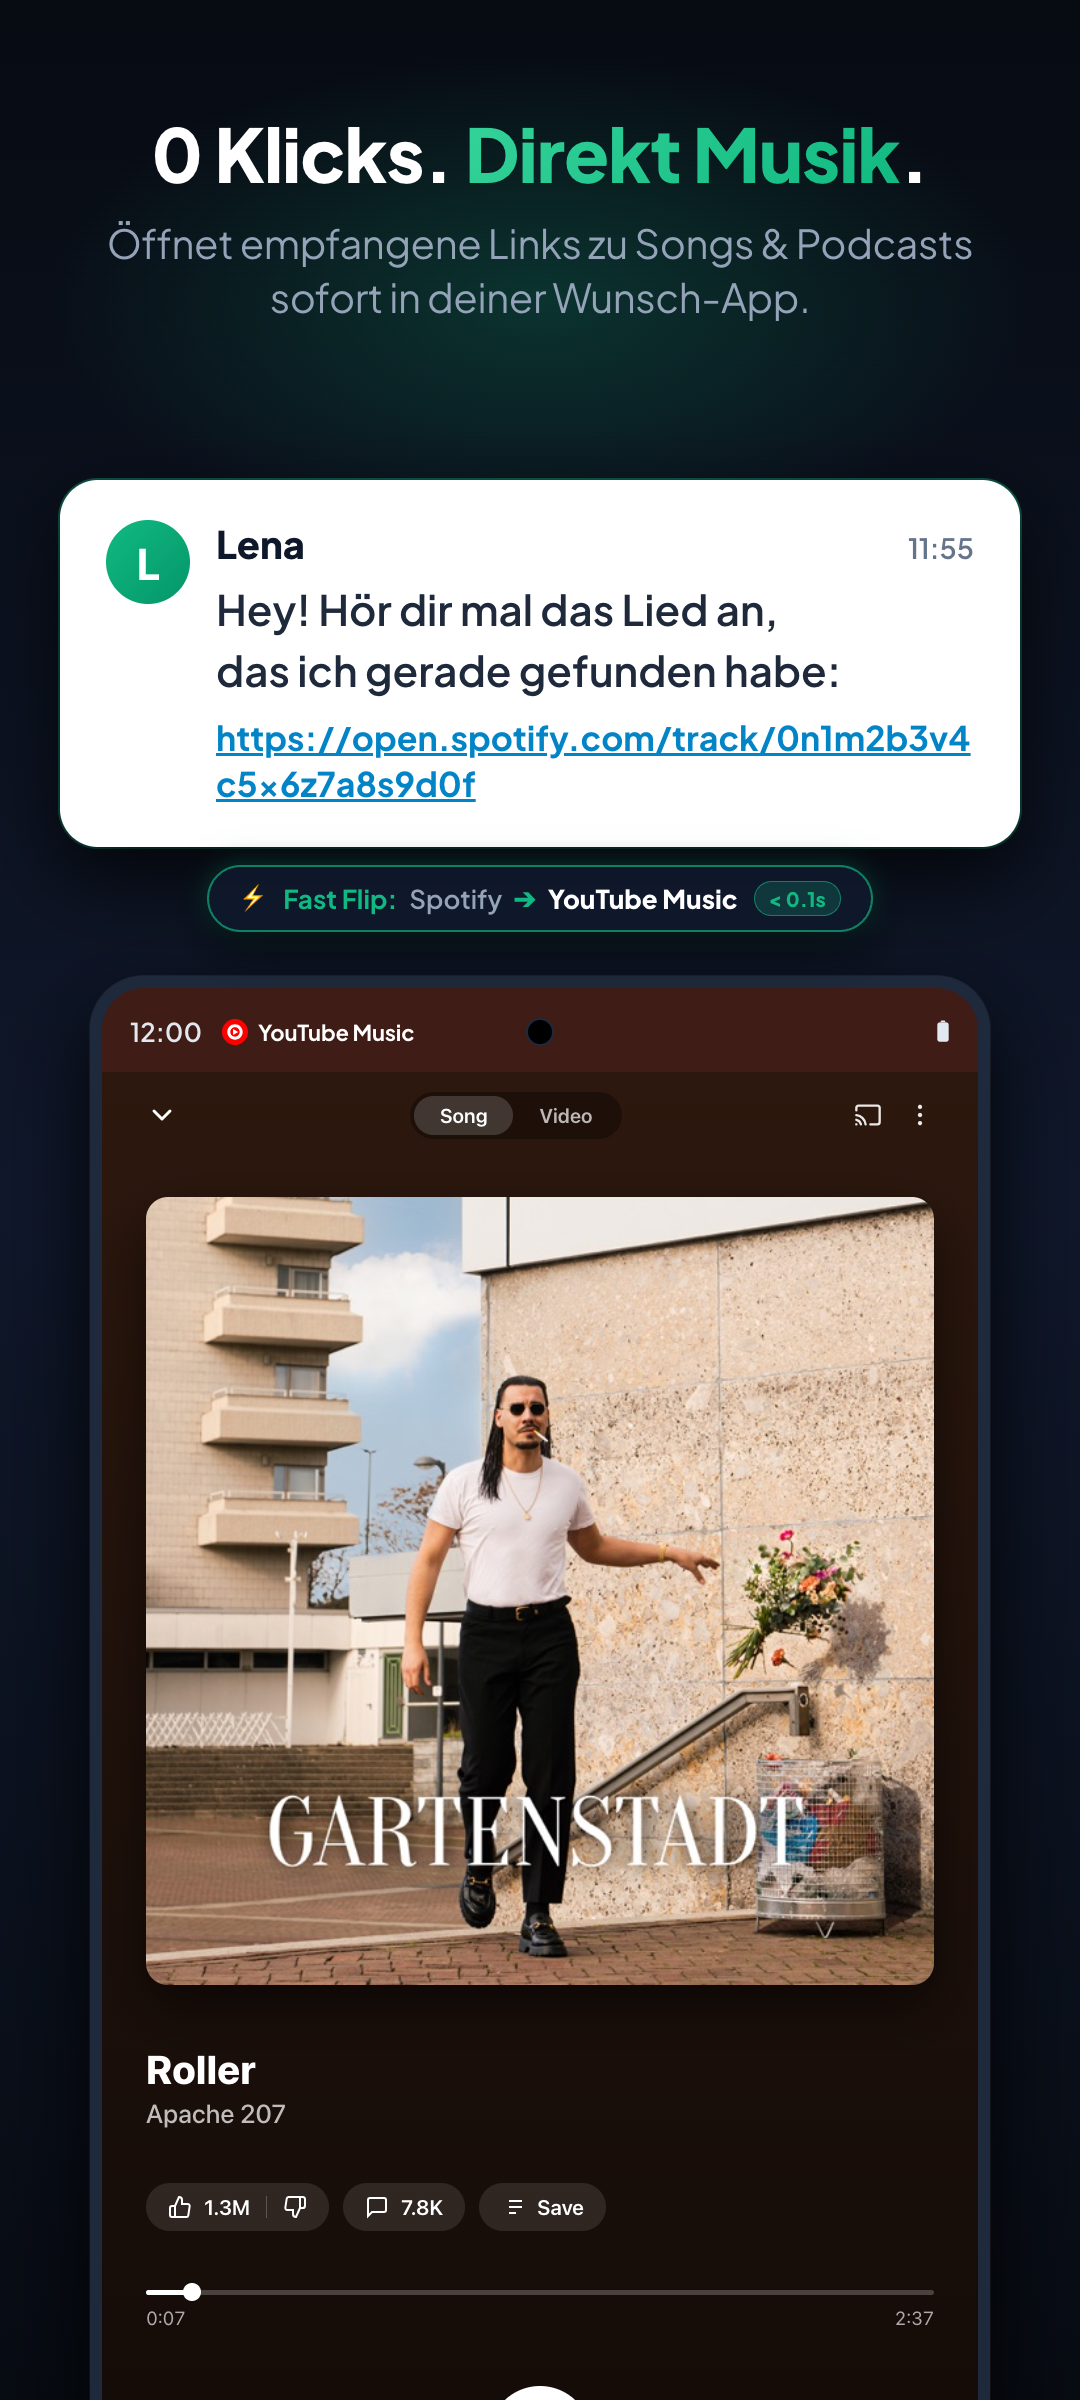 0 Klicks. Direkt Musik.
Öffnet empfangene Links zu Songs & Podcasts
sofort in deiner Wunsch-App.
L
Lena
11:55
Hey! Hör dir mal das Lied an,
das ich gerade gefunden habe:
https://open.spotify.com/track/0n1m2b3v4
c5x6z7a8s9d0f
⚡ Fast Flip: Spotify ➔ YouTube Music < 0.1s
12:00 YouTube Music
Song Video
GARTENSTADT
Roller
Apache 207
1.3M 7.8K Save
0:07 2:37